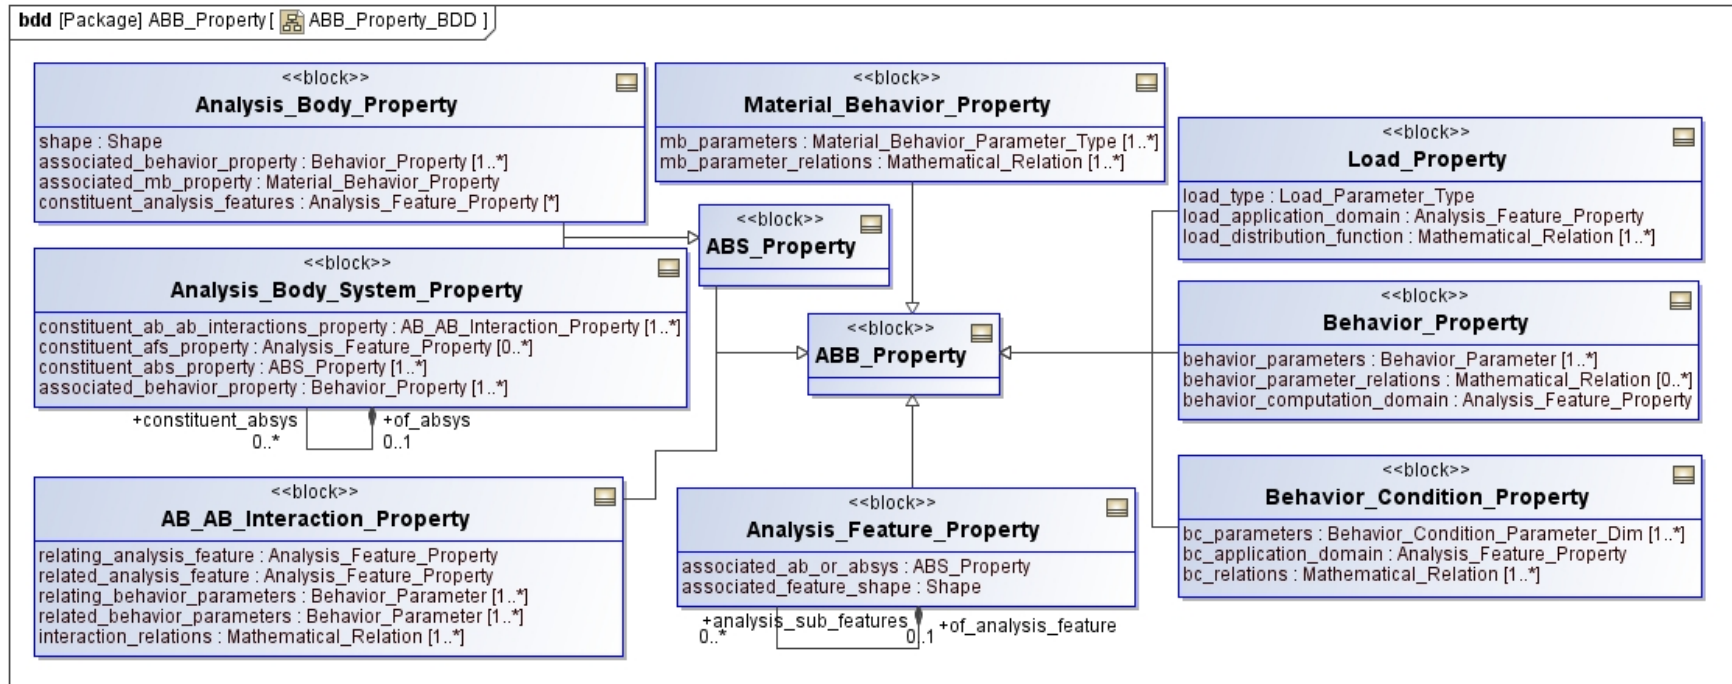 bdd [Package] ABB_Property [ ABB_Property_BDD ]
<<block>>
Analysis_Body_Property
shape : Shape
associated_behavior_property : Behavior_Property [1..*]
associated_mb_property : Material_Behavior_Property
constituent_analysis_features : Analysis_Feature_Property [*]
<<block>>
Material_Behavior_Property
mb_parameters : Material_Behavior_Parameter_Type [1..*]
mb_parameter_relations : Mathematical_Relation [1..*]
<<block>>
Load_Property
load_type : Load_Parameter_Type
load_application_domain : Analysis_Feature_Property
load_distribution_function : Mathematical_Relation [1..*]
<<block>>
ABS_Property
<<block>>
Analysis_Body_System_Property
constituent_ab_ab_interactions_property : AB_AB_Interaction_Property [1..*]
constituent_afs_property : Analysis_Feature_Property [0..*]
constituent_abs_property : ABS_Property [1..*]
associated_behavior_property : Behavior_Property [1..*]
+constituent_absys
0..*
+of_absys
0..1
<<block>>
ABB_Property
<<block>>
Behavior_Property
behavior_parameters : Behavior_Parameter [1..*]
behavior_parameter_relations : Mathematical_Relation [0..*]
behavior_computation_domain : Analysis_Feature_Property
<<block>>
AB_AB_Interaction_Property
relating_analysis_feature : Analysis_Feature_Property
related_analysis_feature : Analysis_Feature_Property
relating_behavior_parameters : Behavior_Parameter [1..*]
related_behavior_parameters : Behavior_Parameter [1..*]
interaction_relations : Mathematical_Relation [1..*]
<<block>>
Analysis_Feature_Property
associated_ab_or_absys : ABS_Property
associated_feature_shape : Shape
+analysis_sub_features
0..*
0..1
+of_analysis_feature
<<block>>
Behavior_Condition_Property
bc_parameters : Behavior_Condition_Parameter_Dim [1..*]
bc_application_domain : Analysis_Feature_Property
bc_relations : Mathematical_Relation [1..*]